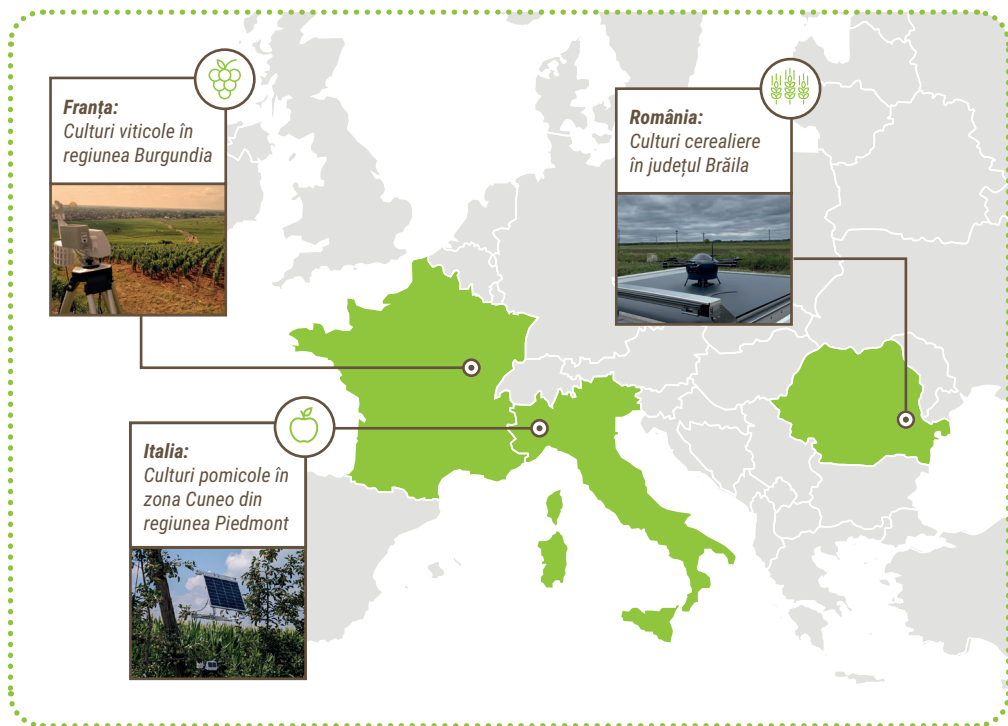 Franța:
Culturi viticole în
regiunea Burgundia
România:
Culturi cerealiere
în județul Brăila
Italia:
Culturi pomicole în
zona Cuneo din
regiunea Piedmont